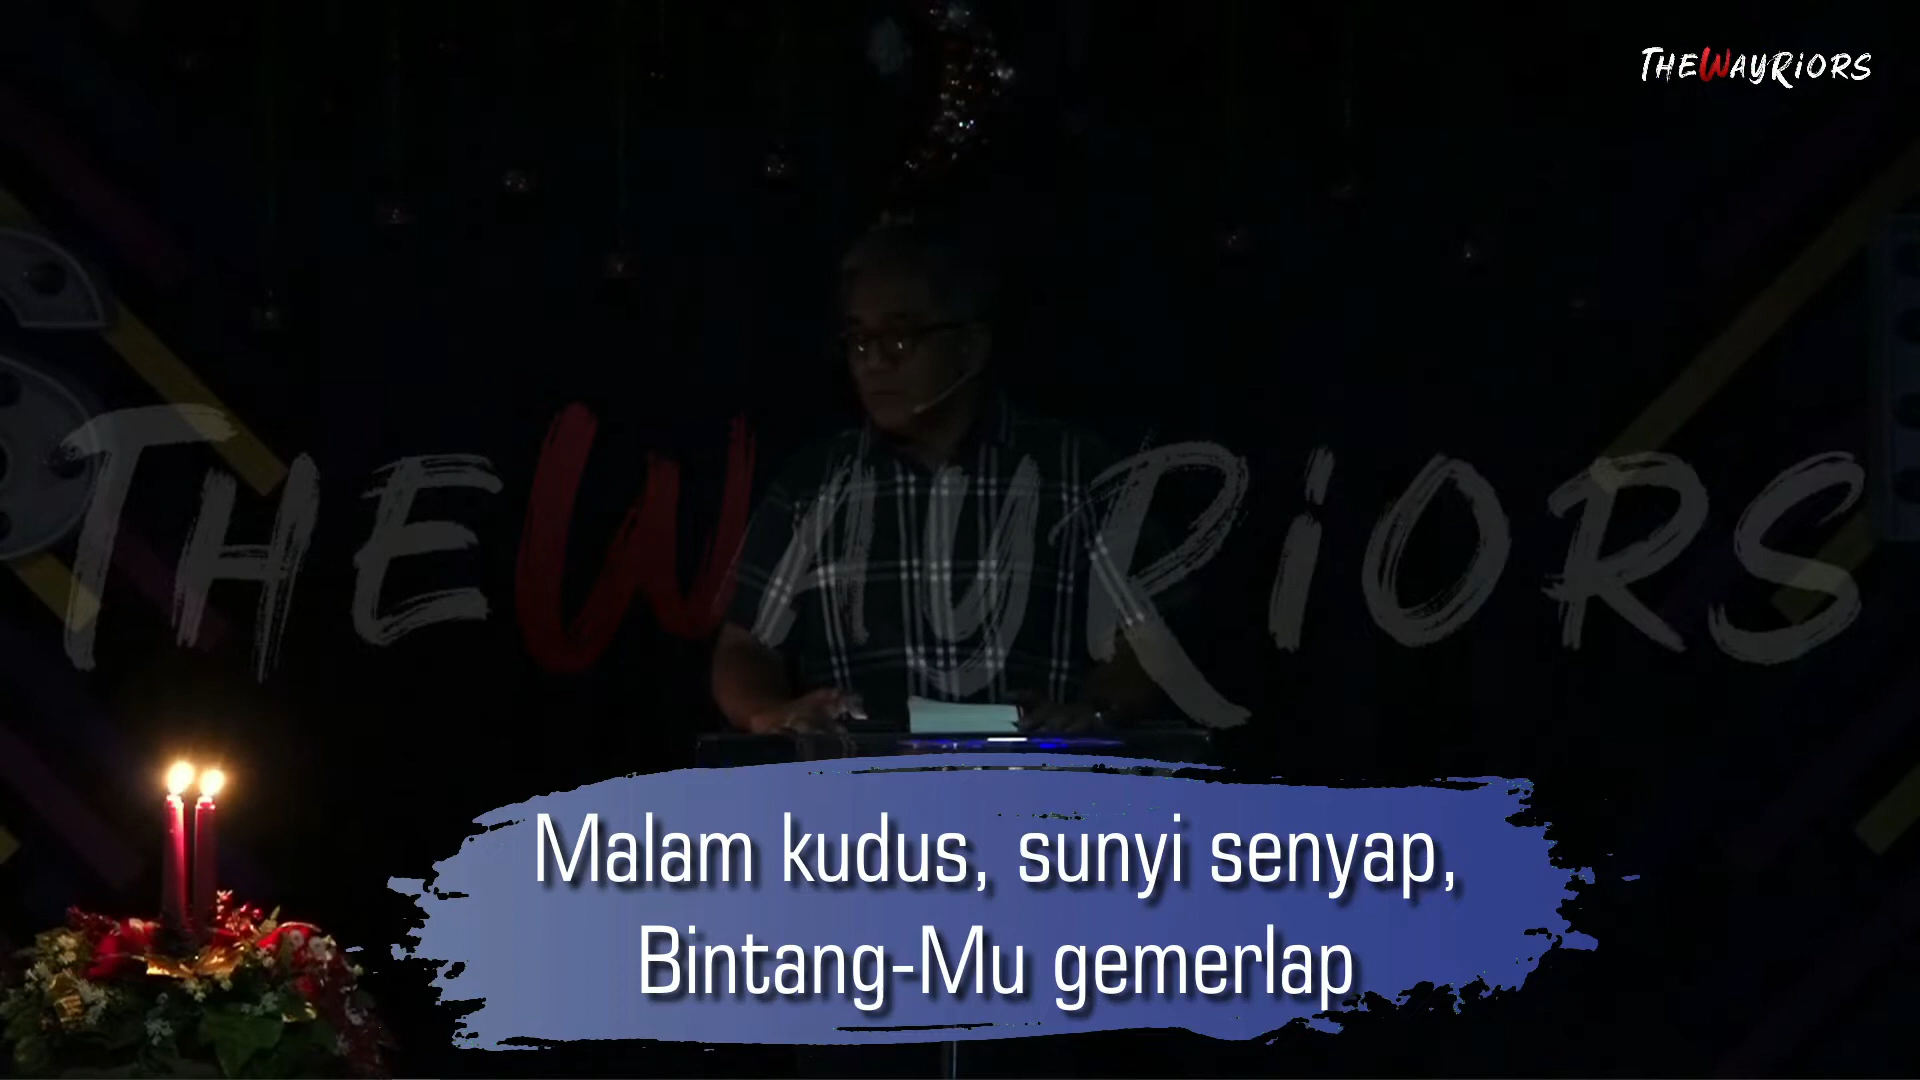 THEWAYRIORS
THEWAYRIORS
Malam kudus, sunyi senyap,
Bintang-Mu gemerlap